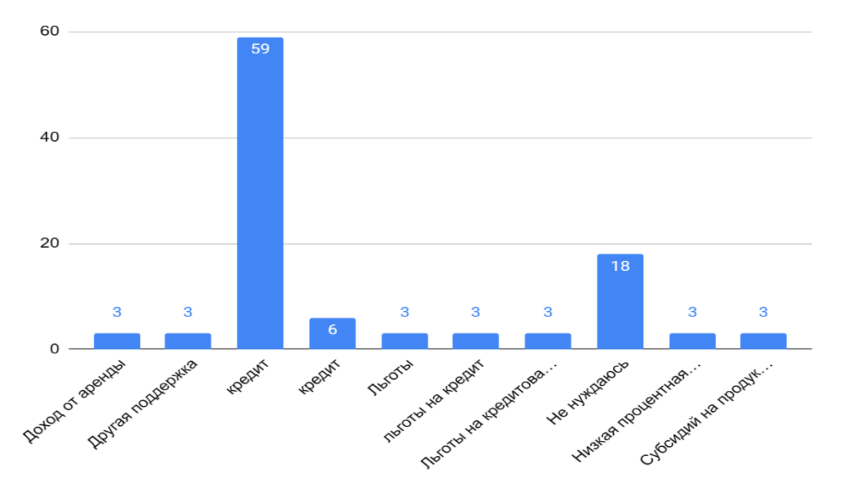 60
40
20
0
3
3
59
6
3
3
3
18
3
3
Доход от аренды
Другая поддержка
кредит
кредит
Льготы
льготы на кредит
Льготы на кредитова...
Не нуждаюсь
Низкая процентная...
Субсидий на продук...